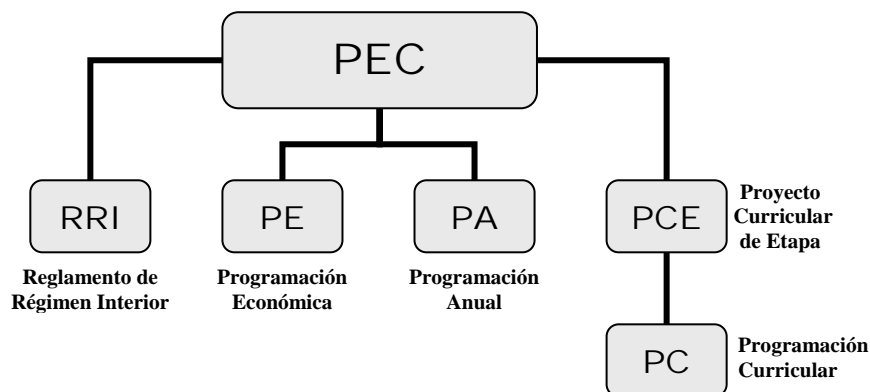 PEC
RRI
Reglamento de
Régimen Interior
PE
Programación
Económica
PA
Programación
Anual
PCE
Proyecto
Curricular
de Etapa
PC
Programación
Curricular